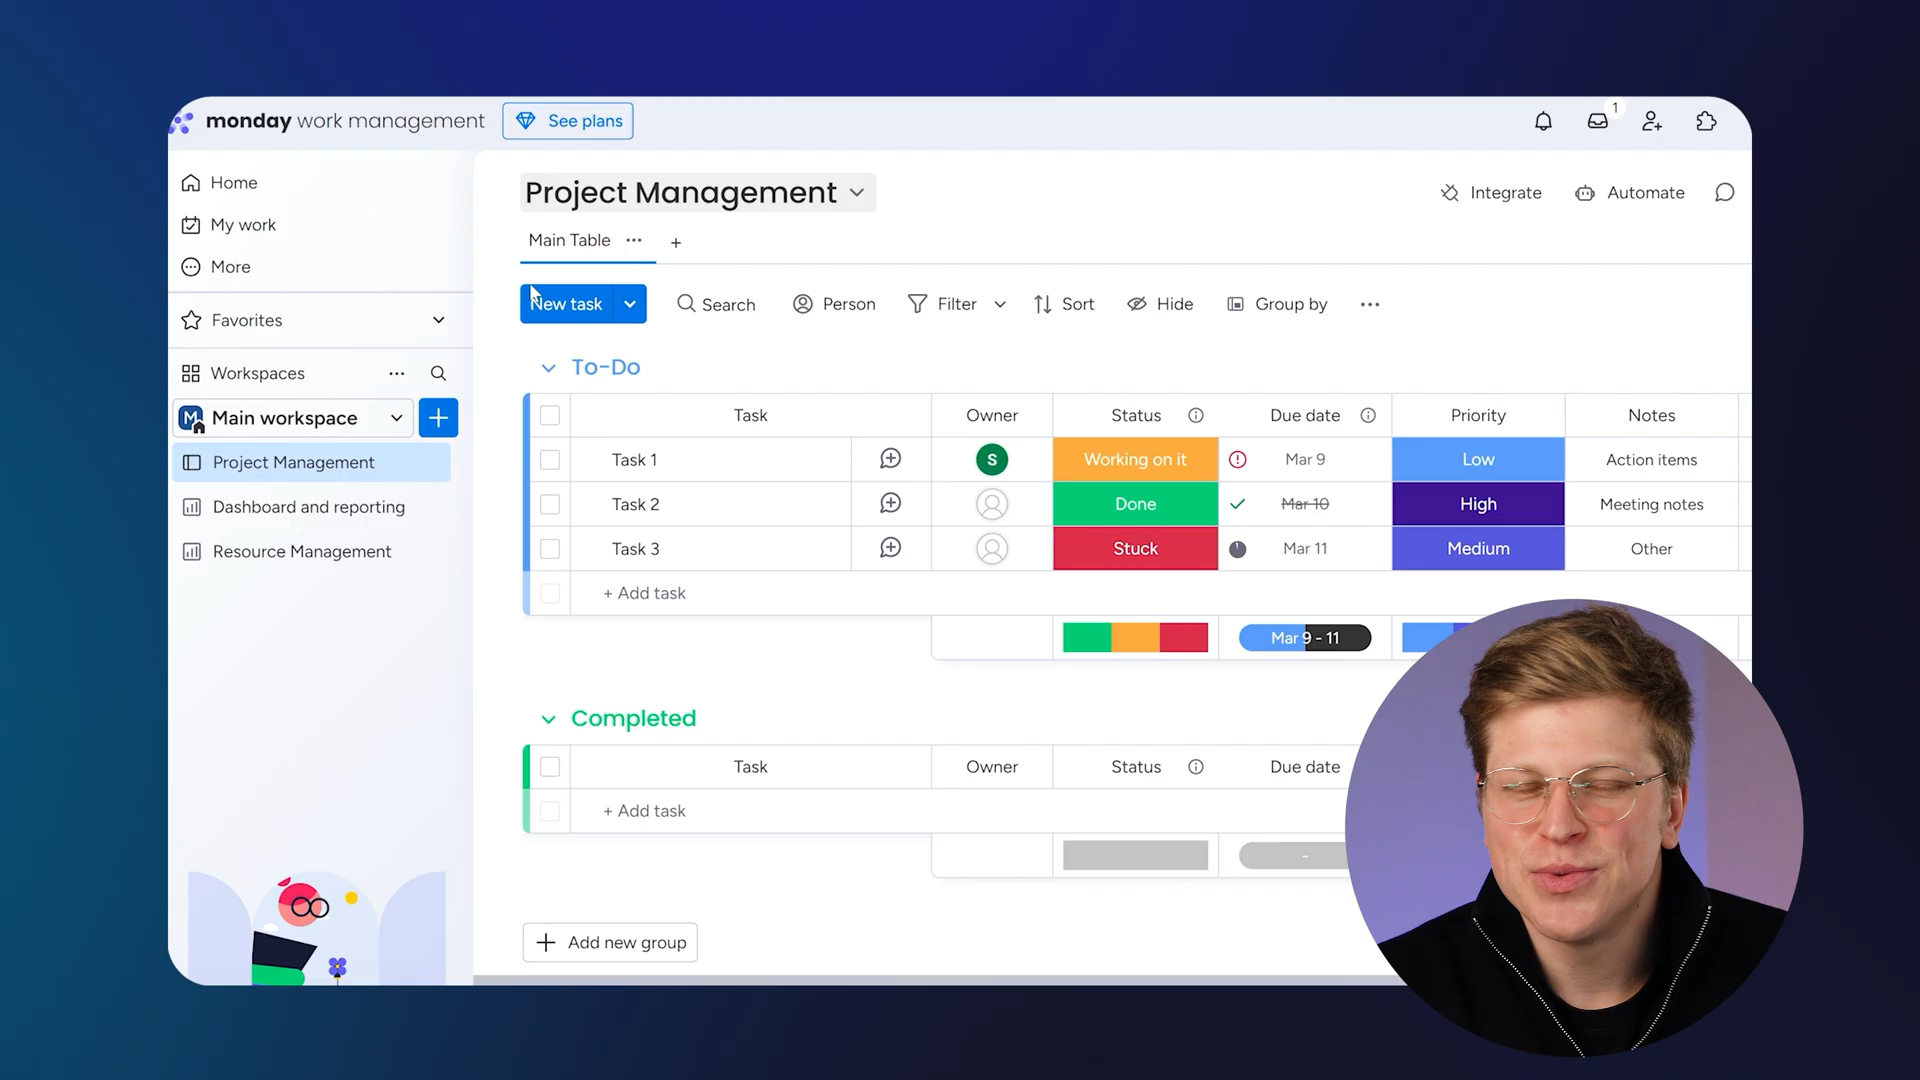 monday work management
See plans
1
Home
My work
More
Favorites
Workspaces
M
Main workspace
Project Management
Dashboard and reporting
Resource Management
Project Management
Integrate
Automate
Main Table
New task
Search
Person
Filter
Sort
Hide
Group by
To-Do
Task Owner Status Due date Priority Notes
Task 1 S Working on it Mar 9 Low Action items
Task 2 Done Mar 10 High Meeting notes
Task 3 Stuck Mar 11 Medium Other
+ Add task
Mar 9 - 11
Completed
Task Owner Status Due date
+ Add task
-
+ Add new group